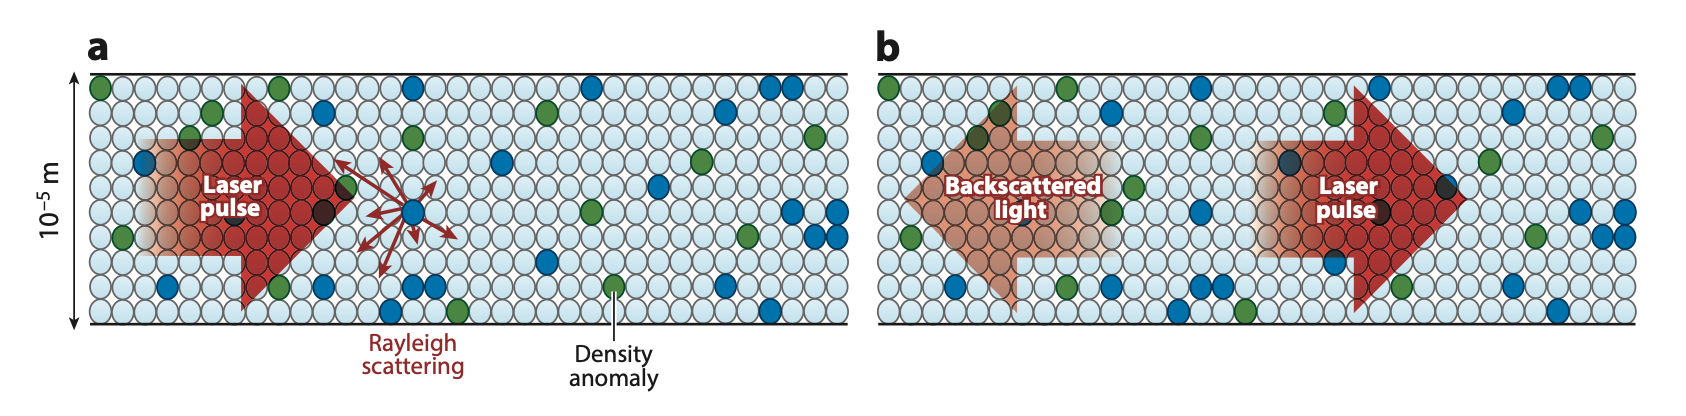 a
b
10⁻⁵ m
Laser
pulse
Rayleigh
scattering
Density
anomaly
Backscattered
light
Laser
pulse